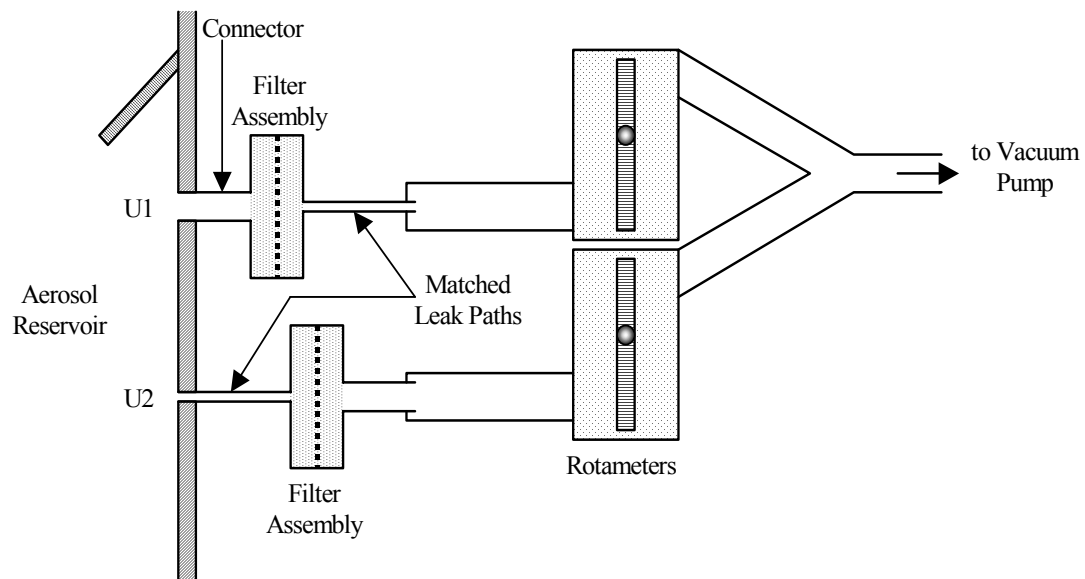 Connector
Filter
Assembly
to Vacuum
Pump
U1
Matched
Leak Paths
Aerosol
Reservoir
U2
Rotameters
Filter
Assembly